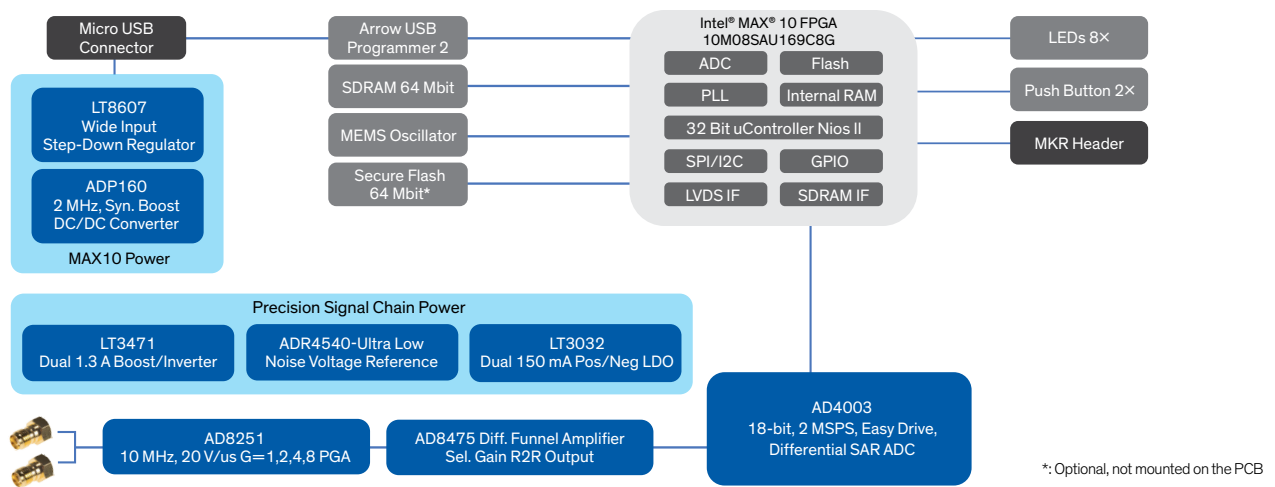 Micro USB
Connector
Arrow USB
Programmer 2
SDRAM 64 Mbit
MEMS Oscillator
Secure Flash
64 Mbit*
Intel® MAX® 10 FPGA
10M08SAU169C8G
ADC
Flash
PLL
Internal RAM
32 Bit uController Nios II
SPI/I2C
GPIO
LVDS IF
SDRAM IF
LEDs 8×
Push Button 2×
MKR Header
LT8607
Wide Input
Step-Down Regulator
ADP160
2 MHz, Syn. Boost
DC/DC Converter
MAX10 Power
Precision Signal Chain Power
LT3471
Dual 1.3 A Boost/Inverter
ADR4540-Ultra Low
Noise Voltage Reference
LT3032
Dual 150 mA Pos/Neg LDO
AD8251
10 MHz, 20 V/us G=1,2,4,8 PGA
AD8475 Diff. Funnel Amplifier
Sel. Gain R2R Output
AD4003
18-bit, 2 MSPS, Easy Drive,
Differential SAR ADC
*: Optional, not mounted on the PCB